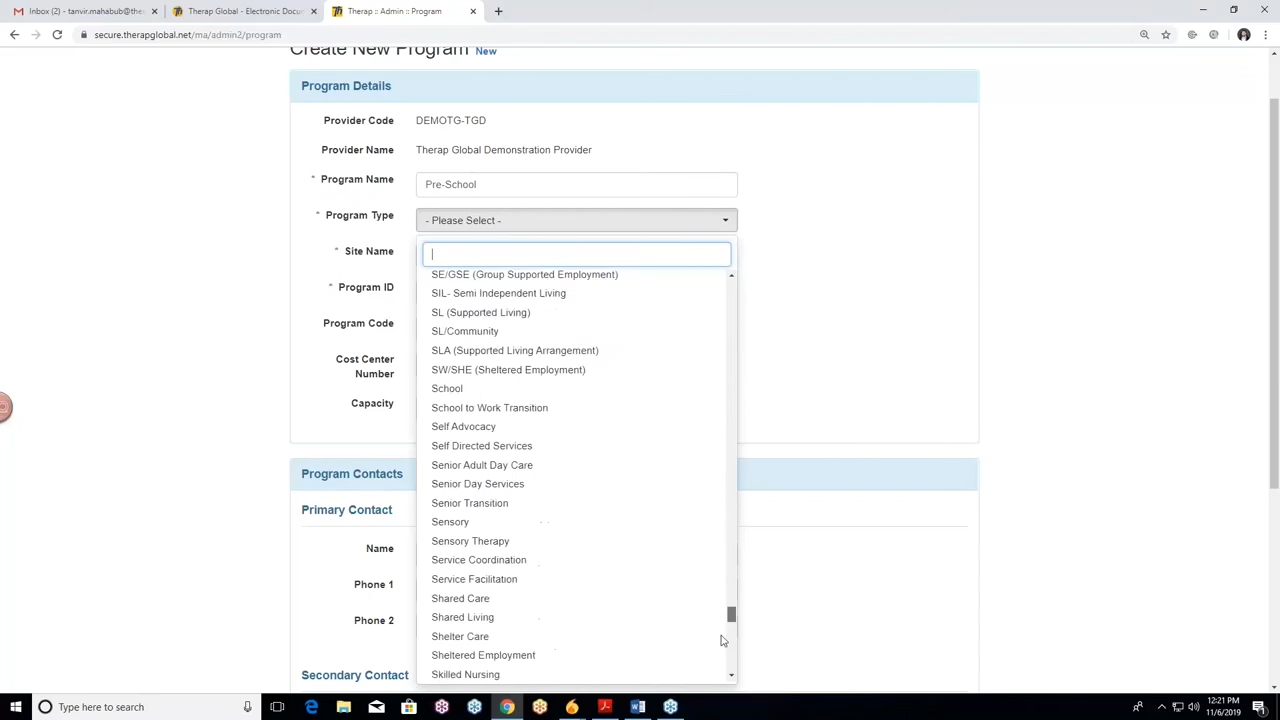 Inbox (2) - tanvir.mahabub@ther
Therap Global - Electronic Docum
Therap :: Admin :: Program
secure.therapglobal.net/ma/admin2/program
Create New Program New
Program Details
Provider Code DEMOTG-TGD
Provider Name Therap Global Demonstration Provider
* Program Name Pre-School
* Program Type - Please Select -
* Site Name
* Program ID
Program Code
Cost Center
Number
Capacity
SE/GSE (Group Supported Employment)
SIL- Semi Independent Living
SL (Supported Living)
SL/Community
SLA (Supported Living Arrangement)
SW/SHE (Sheltered Employment)
School
School to Work Transition
Self Advocacy
Self Directed Services
Senior Adult Day Care
Senior Day Services
Senior Transition
Sensory
Sensory Therapy
Service Coordination
Service Facilitation
Shared Care
Shared Living
Shelter Care
Sheltered Employment
Skilled Nursing
Program Contacts
Primary Contact
Name
Phone 1
Phone 2
Secondary Contact
Type here to search
12:21 PM
11/6/2019